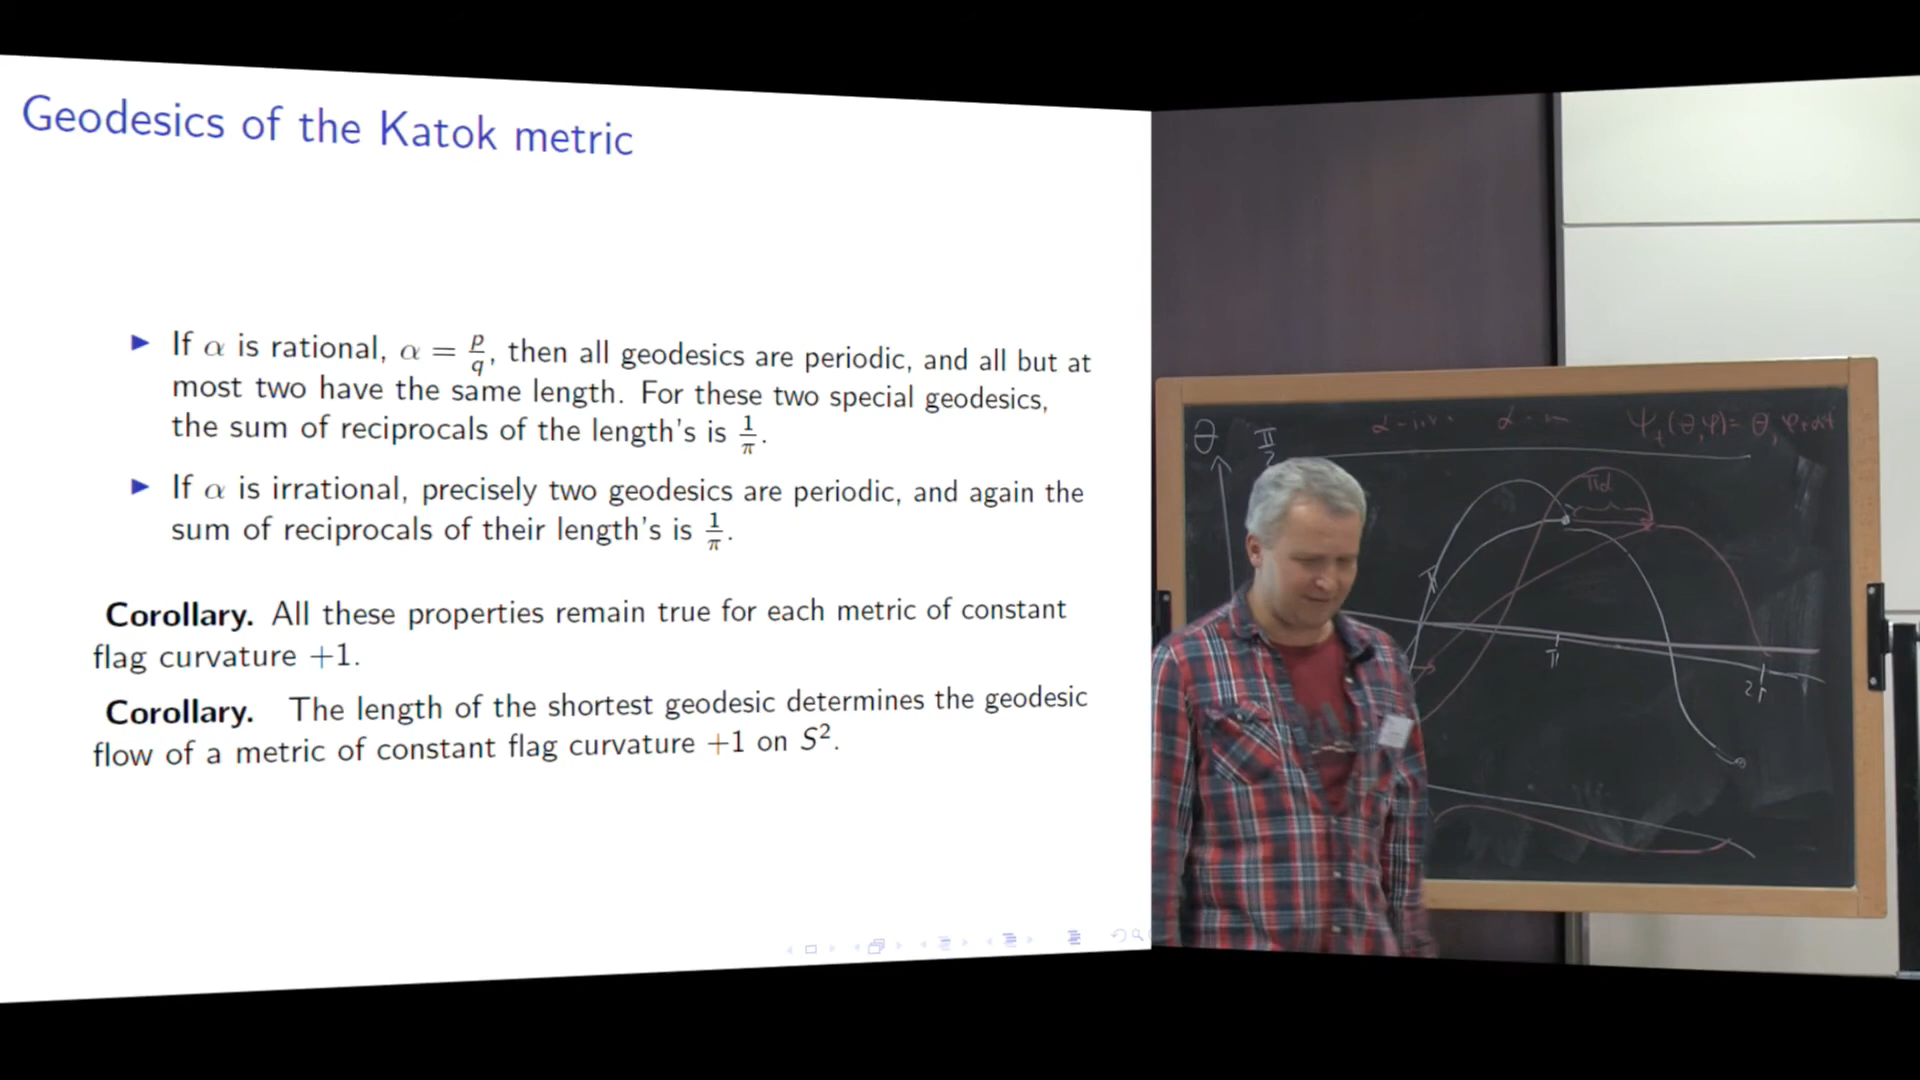 Geodesics of the Katok metric
▶ If α is rational, α = p/q, then all geodesics are periodic, and all but at
most two have the same length. For these two special geodesics,
the sum of reciprocals of the length's is 1/π.
▶ If α is irrational, precisely two geodesics are periodic, and again the
sum of reciprocals of their length's is 1/π.
Corollary. All these properties remain true for each metric of constant
flag curvature +1.
Corollary. The length of the shortest geodesic determines the geodesic
flow of a metric of constant flag curvature +1 on S².
Ψt(θ,φ)= θ, φ+αt
θ
π/2
πα
π
π
2π